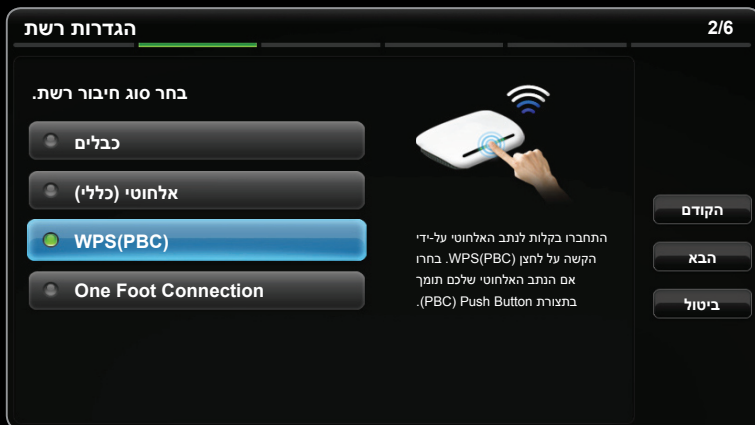 הגדרות רשת
2/6
בחר סוג חיבור רשת.
כבלים
אלחוטי (כללי)
WPS(PBC)
One Foot Connection
התחברו בקלות לנתב האלחוטי על-ידי
הקשה על לחצן WPS(PBC). בחרו
אם הנתב האלחוטי שלכם תומך
בתצורת Push Button (PBC).
הקודם
הבא
ביטול